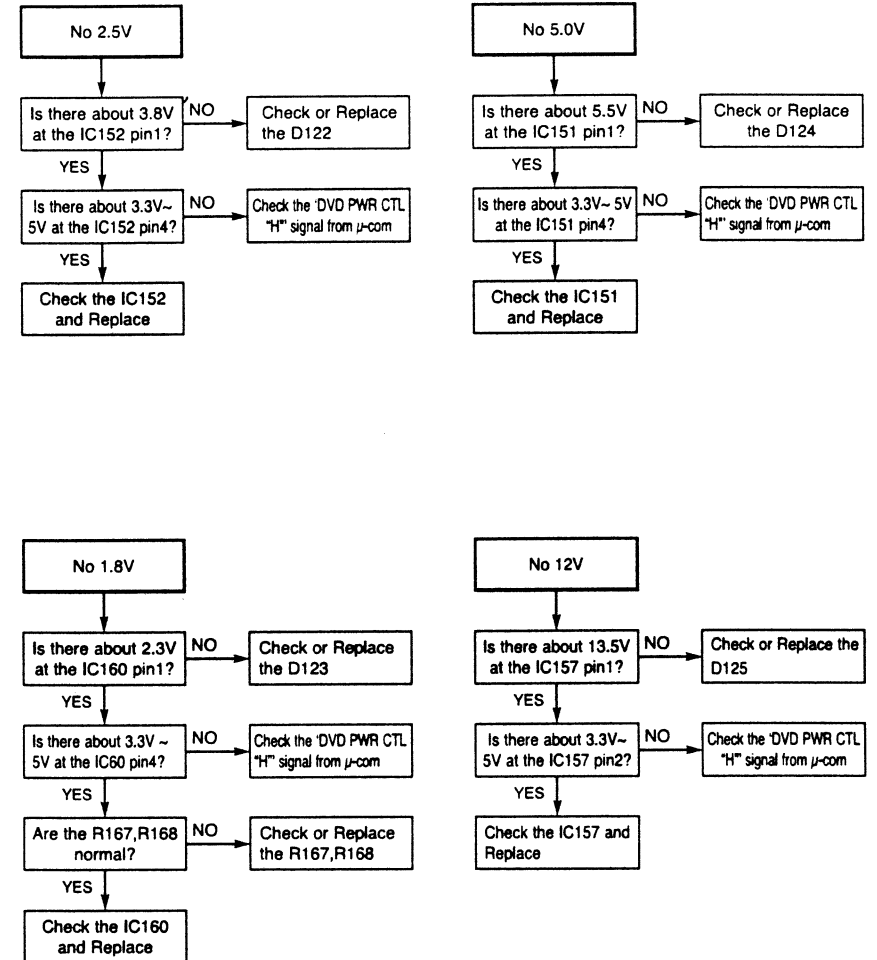 No 2.5V
Is there about 3.8V
at the IC152 pin1?
NO
Check or Replace
the D122
YES
Is there about 3.3V~
5V at the IC152 pin4?
NO
Check the 'DVD PWR CTL
"H"' signal from μ-com
YES
Check the IC152
and Replace
No 5.0V
Is there about 5.5V
at the IC151 pin1?
NO
Check or Replace
the D124
YES
Is there about 3.3V~ 5V
at the IC151 pin4?
NO
Check the 'DVD PWR CTL
"H"' signal from μ-com
YES
Check the IC151
and Replace
No 1.8V
Is there about 2.3V
at the IC160 pin1?
NO
Check or Replace
the D123
YES
Is there about 3.3V ~
5V at the IC60 pin4?
NO
Check the 'DVD PWR CTL
"H"' signal from μ-com
YES
Are the R167,R168
normal?
NO
Check or Replace
the R167,R168
YES
Check the IC160
and Replace
No 12V
Is there about 13.5V
at the IC157 pin1?
NO
Check or Replace the
D125
YES
Is there about 3.3V~
5V at the IC157 pin2?
NO
Check the 'DVD PWR CTL
"H"' signal from μ-com
YES
Check the IC157 and
Replace